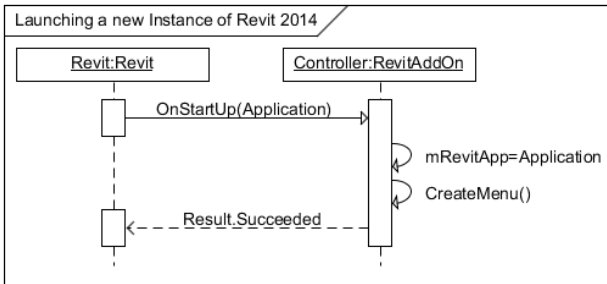 Launching a new Instance of Revit 2014
Revit:Revit
Controller:RevitAddOn
OnStartUp(Application)
mRevitApp=Application
CreateMenu()
Result.Succeeded